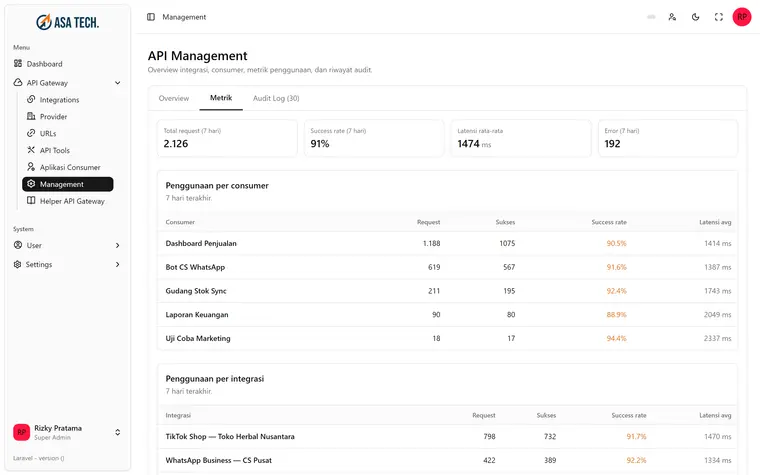 ASA TECH.
Management
RP
Menu
Dashboard
API Gateway
Integrations
Provider
URLs
API Tools
Aplikasi Consumer
Management
Helper API Gateway
System
User
Settings
RP
Rizky Pratama
Super Admin
Laravel - version ()
API Management
Overview integrasi, consumer, metrik penggunaan, dan riwayat audit.
Overview Metrik Audit Log (30)
Total request (7 hari) Success rate (7 hari) Latensi rata-rata Error (7 hari)
2.126 91% 1474 ms 192
Penggunaan per consumer
7 hari terakhir.
Consumer Request Sukses Success rate Latensi avg
Dashboard Penjualan 1.188 1075 90.5% 1414 ms
Bot CS WhatsApp 619 567 91.6% 1387 ms
Gudang Stok Sync 211 195 92.4% 1743 ms
Laporan Keuangan 90 80 88.9% 2049 ms
Uji Coba Marketing 18 17 94.4% 2337 ms
Penggunaan per integrasi
7 hari terakhir.
Integrasi Request Sukses Success rate Latensi avg
TikTok Shop — Toko Herbal Nusantara 798 732 91.7% 1470 ms
WhatsApp Business — CS Pusat 422 389 92.2% 1334 ms